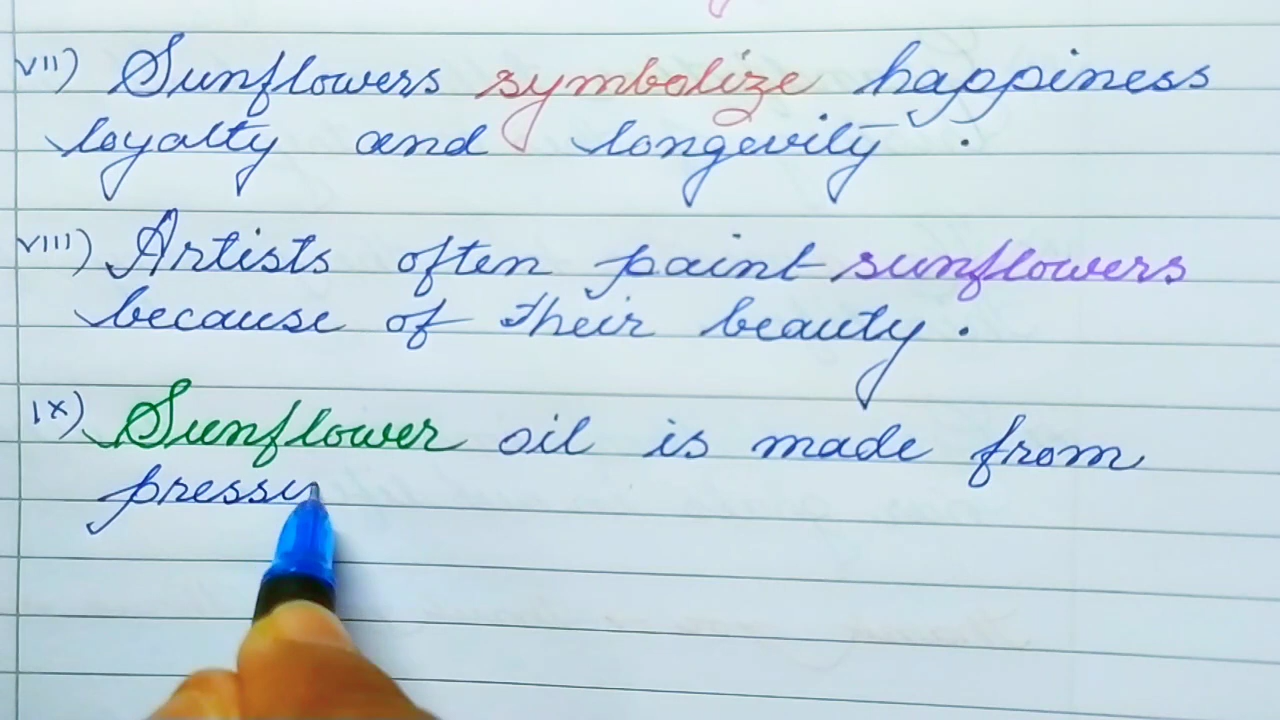 VII) Sunflowers symbolize happiness
loyalty and longevity.
VIII) Artists often paint sunflowers
because of their beauty.
IX) Sunflower oil is made from